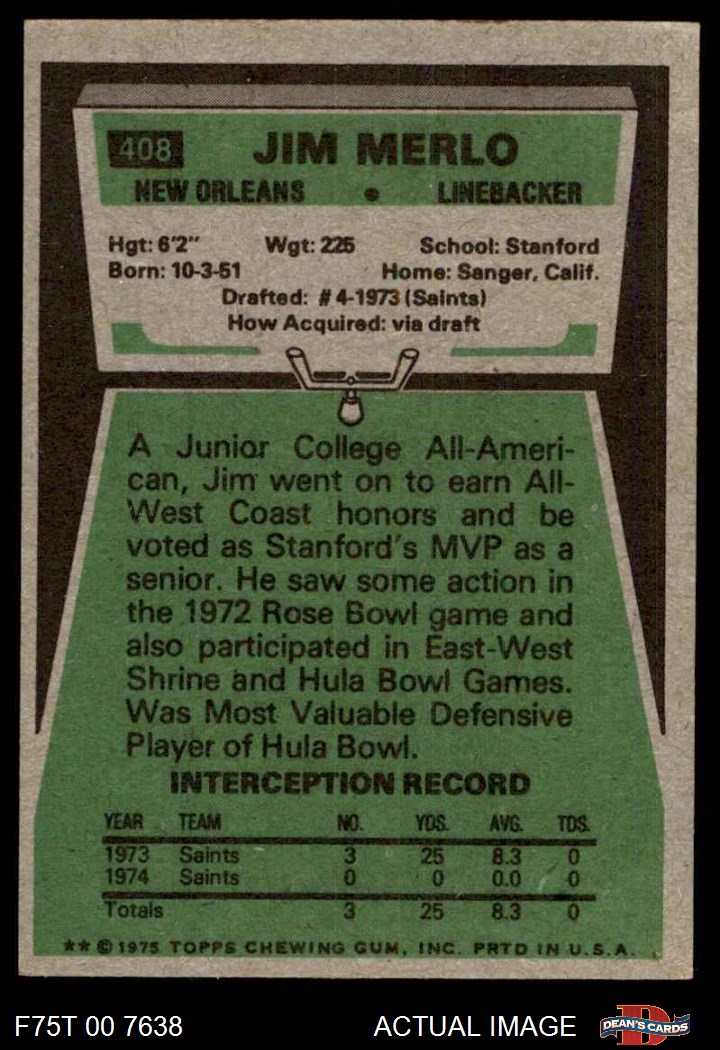 408 JIM MERLO
NEW ORLEANS • LINEBACKER
Hgt: 6'2" Wgt: 225 School: Stanford
Born: 10-3-51 Home: Sanger, Calif.
Drafted: #4-1973 (Saints)
How Acquired: via draft
A Junior College All-Ameri-
can, Jim went on to earn All-
West Coast honors and be
voted as Stanford's MVP as a
senior. He saw some action in
the 1972 Rose Bowl game and
also participated in East-West
Shrine and Hula Bowl Games.
Was Most Valuable Defensive
Player of Hula Bowl.
INTERCEPTION RECORD
YEAR TEAM NO. YDS. AVG. TDS.
1973 Saints 3 25 8.3 0
1974 Saints 0 0 0.0 0
Totals 3 25 8.3 0
** © 1975 TOPPS CHEWING GUM, INC. PRTD IN U.S.A.
F75T 00 7638 ACTUAL IMAGE D DEAN'S CARDS